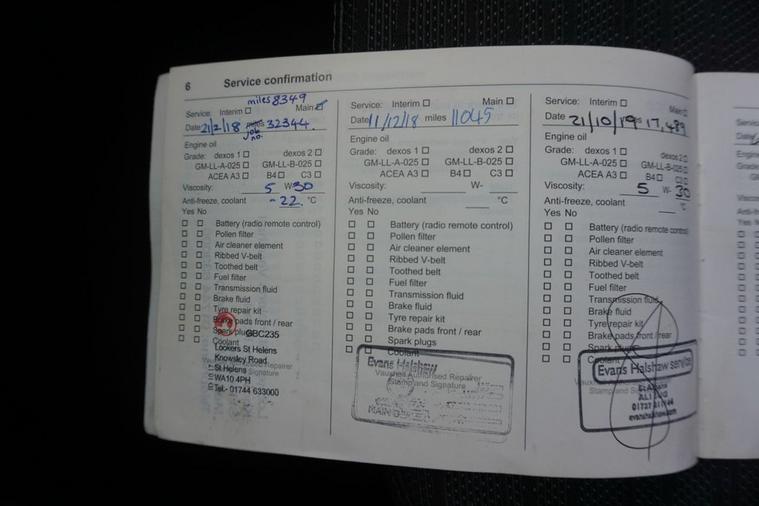 6 Service confirmation
miles 8349
Service: Interim ☐ Main ☑
Date 21/2/18 miles 32344.
Job no.
Engine oil
Grade: dexos 1 ☐ dexos 2 ☐
GM-LL-A-025 ☐ GM-LL-B-025 ☐
ACEA A3 ☐ B4 ☐ C3 ☐
Viscosity: 5 W-30
Anti-freeze, coolant -22. °C
Yes No
☐ ☐ Battery (radio remote control)
☐ ☐ Pollen filter
☐ ☐ Air cleaner element
☐ ☐ Ribbed V-belt
☐ ☐ Toothed belt
☐ ☐ Fuel filter
☐ ☐ Transmission fluid
☐ ☐ Brake fluid
☐ ☐ Tyre repair kit
☐ ☐ Brake pads front / rear
☐ ☐ Spark plugs GBC235
☐ ☐ Coolant
Lookers St Helens
Knowsley Road
St Helens
WA10 4PH
Tel:- 01744 633000
Service: Interim ☐ Main ☐
Date 11/12/18 miles 11045
Engine oil
Grade: dexos 1 ☐ dexos 2 ☐
GM-LL-A-025 ☐ GM-LL-B-025 ☐
ACEA A3 ☐ B4 ☐ C3 ☐
Viscosity: W-
Anti-freeze, coolant °C
Yes No
☐ ☐ Battery (radio remote control)
☐ ☐ Pollen filter
☐ ☐ Air cleaner element
☐ ☐ Ribbed V-belt
☐ ☐ Toothed belt
☐ ☐ Fuel filter
☐ ☐ Transmission fluid
☐ ☐ Brake fluid
☐ ☐ Tyre repair kit
☐ ☐ Brake pads front / rear
☐ ☐ Spark plugs
☐ ☐ Coolant
Evans Halshaw
Vauxhall Authorised Repairer
Stamp and Signature
Service: Interim ☐ Main ☐
Date 21/10/19 17,489
Engine oil
Grade: dexos 1 ☐ dexos 2 ☐
GM-LL-A-025 ☐ GM-LL-B-025 ☐
ACEA A3 ☐ B4 ☐ C3 ☐
Viscosity: 5 W-30
Anti-freeze, coolant °C
Yes No
☐ ☐ Battery (radio remote control)
☐ ☐ Pollen filter
☐ ☐ Air cleaner element
☐ ☐ Ribbed V-belt
☐ ☐ Toothed belt
☐ ☐ Fuel filter
☐ ☐ Transmission fluid
☐ ☐ Brake fluid
☐ ☐ Tyre repair kit
☐ ☐ Brake pads front / rear
☐ ☐ Spark plugs
☐ ☐ Coolant
Evans Halshaw service
Stamp and Signature
St Albans
evanshalshaw.com